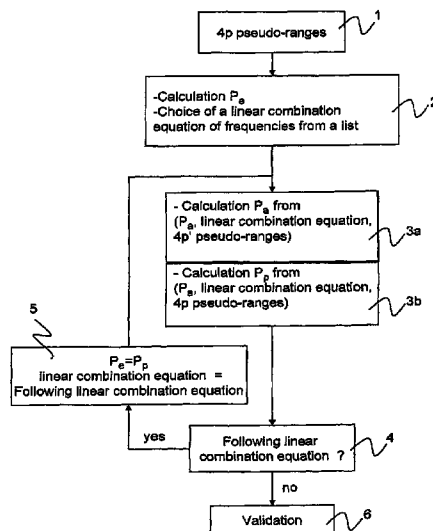 1
4p pseudo-ranges
-Calculation Pe
-Choice of a linear combination
equation of frequencies from a list
2
- Calculation Pa from
(Pa, linear combination equation,
4p' pseudo-ranges)
3a
- Calculation Pp from
(Pa, linear combination equation,
4p pseudo-ranges)
3b
5
Pe=Pp
linear combination equation =
Following linear combination equation
yes
Following linear
combination equation ?
4
no
Validation
6